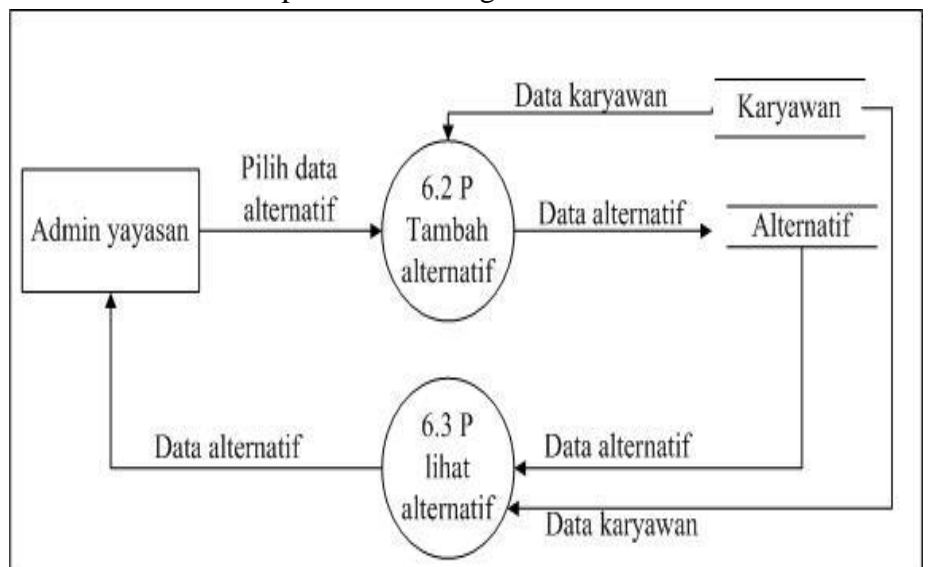 Data karyawan
Karyawan
Pilih data
alternatif
6.2 P
Tambah
alternatif
Admin yayasan
Data alternatif
Alternatif
6.3 P
lihat
alternatif
Data alternatif
Data alternatif
Data karyawan